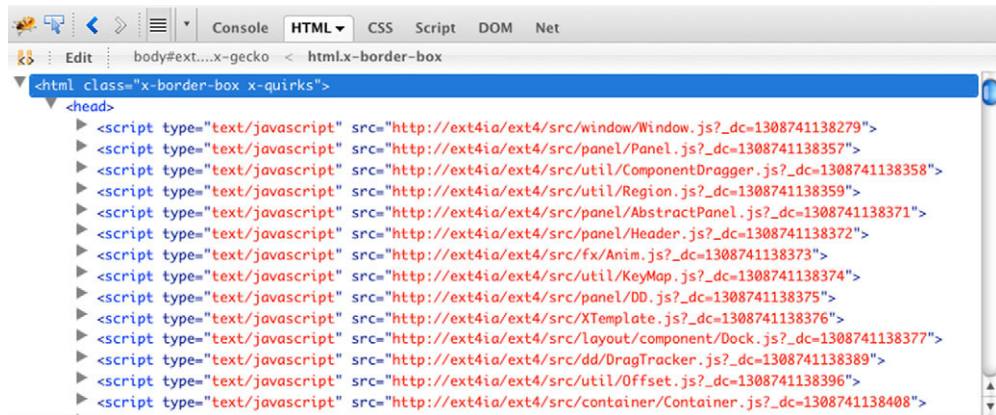 Console HTML CSS Script DOM Net
Edit body#ext....x-gecko < html.x-border-box
<html class="x-border-box x-quirks">
<head>
<script type="text/javascript" src="http://ext4ia/ext4/src/window/Window.js?_dc=1308741138279">
<script type="text/javascript" src="http://ext4ia/ext4/src/panel/Panel.js?_dc=1308741138357">
<script type="text/javascript" src="http://ext4ia/ext4/src/util/ComponentDragger.js?_dc=1308741138358">
<script type="text/javascript" src="http://ext4ia/ext4/src/util/Region.js?_dc=1308741138359">
<script type="text/javascript" src="http://ext4ia/ext4/src/panel/AbstractPanel.js?_dc=1308741138371">
<script type="text/javascript" src="http://ext4ia/ext4/src/panel/Header.js?_dc=1308741138372">
<script type="text/javascript" src="http://ext4ia/ext4/src/fx/Anim.js?_dc=1308741138373">
<script type="text/javascript" src="http://ext4ia/ext4/src/util/KeyMap.js?_dc=1308741138374">
<script type="text/javascript" src="http://ext4ia/ext4/src/panel/DD.js?_dc=1308741138375">
<script type="text/javascript" src="http://ext4ia/ext4/src/XTemplate.js?_dc=1308741138376">
<script type="text/javascript" src="http://ext4ia/ext4/src/layout/component/Dock.js?_dc=1308741138377">
<script type="text/javascript" src="http://ext4ia/ext4/src/dd/DragTracker.js?_dc=1308741138389">
<script type="text/javascript" src="http://ext4ia/ext4/src/util/Offset.js?_dc=1308741138396">
<script type="text/javascript" src="http://ext4ia/ext4/src/container/Container.js?_dc=1308741138408">